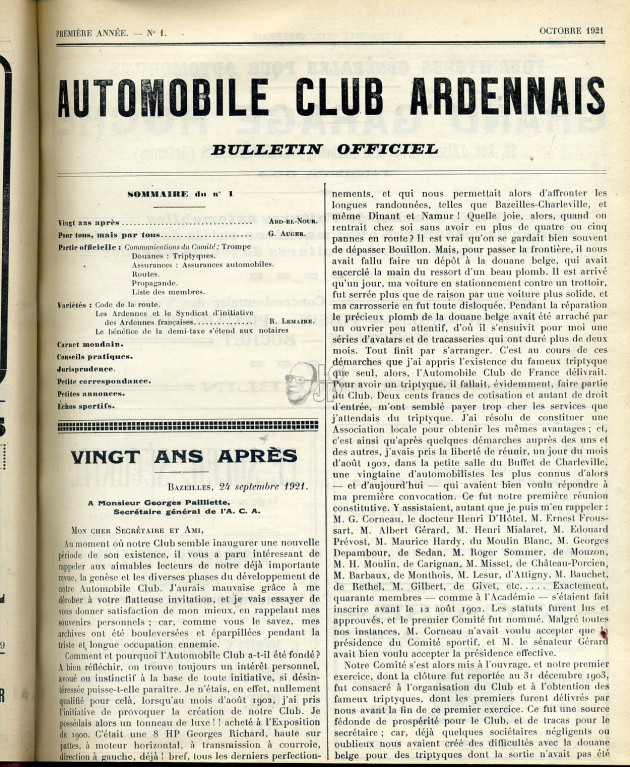 PREMIÈRE ANNÉE. — N° 1.
OCTOBRE 1921
AUTOMOBILE CLUB ARDENNAIS
BULLETIN OFFICIEL
SOMMAIRE du n° 1
Vingt ans après........ ABD-EL-NOUR.
Pour tous, mais par tous........ G. AUGER.
Partie officielle : Communications du Comité : Trompe
Douanes : Triptyques.
Assurances : Assurances automobiles.
Routes.
Propagande.
Liste des membres.
Variétés : Code de la route.
Les Ardennes et le Syndicat d'initiative
des Ardennes françaises........ R. LEMAIRE.
Le bénéfice de la demi-taxe s'étend aux notaires
Carnet mondain.
Conseils pratiques.
Jurisprudence.
Petite correspondance.
Petites annonces.
Échos sportifs.
VINGT ANS APRÈS
BAZEILLES, 24 septembre 1921.
A Monsieur Georges Pailliette,
Secrétaire général de l'A. C. A.
MON CHER SECRÉTAIRE ET AMI,
Au moment où notre Club semble inaugurer une nouvelle
période de son existence, il vous a paru intéressant de
rappeler aux aimables lecteurs de notre déjà importante
revue, la genèse et les diverses phases du développement de
notre Automobile Club. J'aurais mauvaise grâce à me
dérober à votre flatteuse invitation, et je vais essayer de
vous donner satisfaction de mon mieux, en rappelant mes
souvenirs personnels ; car, comme vous le savez, mes
archives ont été bouleversées et éparpillées pendant la
triste et longue occupation ennemie.
Comment et pourquoi l'Automobile Club a-t-il été fondé?
A bien réfléchir, on trouve toujours un intérêt personnel,
avoué ou instinctif à la base de toute initiative, si désin-
téressée puisse-t-elle paraître. Je n'étais, en effet, nullement
qualifié pour celà, lorsqu'au mois d'août 1902, j'ai pris
l'initiative de provoquer la création de notre Club. Je
possédais alors un tonneau de luxe ! ! acheté à l'Exposition
de 1900. C'était une 8 HP Georges Richard, haute sur
pattes, à moteur horizontal, à transmission à courroie,
direction à gauche, déjà ! bref, tous les derniers perfection-
nements, et qui nous permettait alors d'affronter les
longues randonnées, telles que Bazeilles-Charleville, et
même Dinant et Namur ! Quelle joie, alors, quand on
rentrait chez soi sans avoir eu plus de quatre ou cinq
pannes en route ? Il est vrai qu'on se gardait bien souvent
de dépasser Bouillon. Mais, pour passer la frontière, il nous
avait fallu faire un dépôt à la douane belge, qui avait
encerclé la main du ressort d'un beau plomb. Il est arrivé
qu'un jour, ma voiture en stationnement contre un trottoir,
fut serrée plus que de raison par une voiture plus solide, et
ma carrosserie en fut toute disloquée. Pendant la réparation
le précieux plomb de la douane belge avait été arraché par
un ouvrier peu attentif, d'où il s'ensuivit pour moi une
séries d'avatars et de tracasseries qui ont duré plus de deux
mois. Tout finit par s'arranger. C'est au cours de ces
démarches que j'ai appris l'existence du fameux triptyque
que seul, alors, l'Automobile Club de France délivrait.
Pour avoir un triptyque, il fallait, évidemment, faire partie
du Club. Deux cents francs de cotisation et autant de droit
d'entrée, m'ont semblé payer trop cher les services que
j'attendais du triptyque. J'ai résolu de constituer une
Association locale pour obtenir les mêmes avantages ; et,
c'est ainsi qu'après quelques démarches auprès des uns et
des autres, j'avais pris la liberté de réunir, un jour du mois
d'août 1902, dans la petite salle du Buffet de Charleville,
une vingtaine d'automobilistes les plus connus d'alors
— et d'aujourd'hui — qui avaient bien voulu répondre à
ma première convocation. Ce fut notre première réunion
constitutive. Y assistaient, autant que je puis m'en rappeler :
M. G. Corneau, le docteur Henri D'Hôtel, M. Ernest Frous-
sart, M. Albert Gérard, M. Henri Mialaret, M. Edouard
Prévost, M. Maurice Hardy, du Moulin Blanc, M. Georges
Depambour, de Sedan, M. Roger Sommer, de Mouzon,
M. H. Moulin, de Carignan, M. Misset, de Château-Porcien,
M. Barbaux, de Monthois, M. Lesur, d'Attigny, M. Bauchet,
de Rethel, M. Gilbert, de Givet, etc..... Exactement,
quarante membres — comme à l'Académie — s'étaient fait
inscrire avant le 12 août 1902. Les statuts furent lus et
approuvés, et le premier Comité fut nommé. Malgré toutes
nos instances, M. Corneau n'avait voulu accepter que la
présidence du Comité sportif, et M. le sénateur Gérard
avait bien voulu accepter la présidence effective.
Notre Comité s'est alors mis à l'ouvrage, et notre premier
exercice, dont la clôture fut reportée au 31 décembre 1903,
fut consacré à l'organisation du Club et à l'obtention des
fameux triptyques, dont les premiers furent délivrés par
nous avant la fin de ce premier exercice. Ce fut une source
fédonde de prospérité pour le Club, et de tracas pour le
secrétaire ; car, déjà quelques sociétaires négligents ou
oublieux nous avaient créé des difficultés avec la douane
belge pour des triptyques dont la sortie n'avait pas été